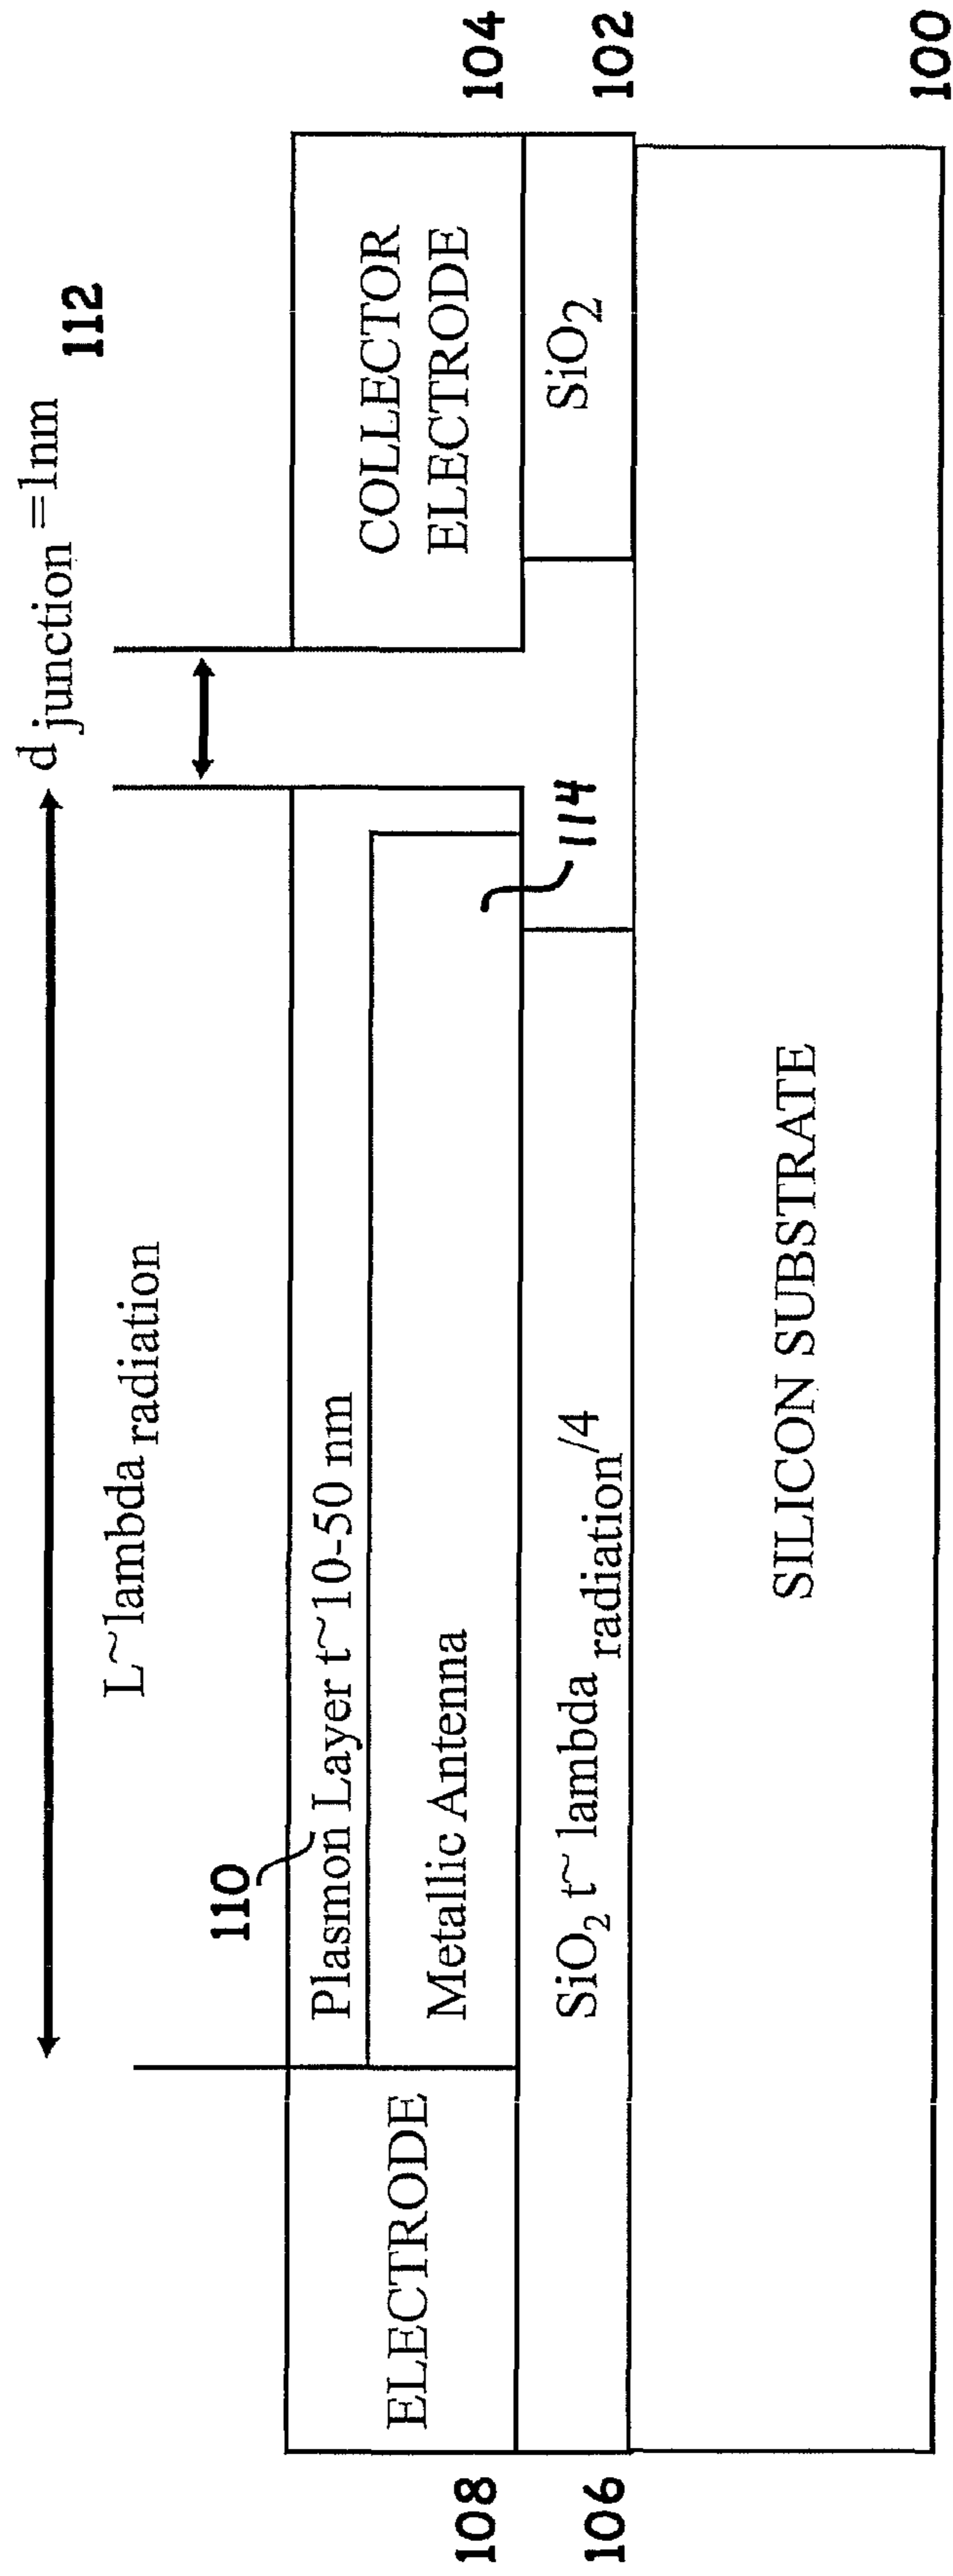 d junction =1nm
112
L~lambda radiation
110
Plasmon Layer t~10-50 nm
COLLECTOR
ELECTRODE
104
ELECTRODE
Metallic Antenna
108
114
SiO2 t~ lambda radiation/4
SiO2
102
106
SILICON SUBSTRATE
100